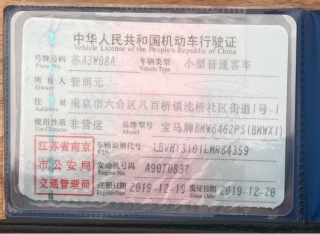 中华人民共和国机动车行驶证
Vehicle License of the People's Republic of China
号牌号码 苏A3W98A 车辆类型 小型普通客车
Plate No. Vehicle Type
所有人 管明元
Owner
住址 南京市六合区八百桥镇沈桥社区街道1号-1
Address
使用性质 非营运 品牌型号 宝马牌BMW6462PS(BMWX1)
江苏省南京市公安局交通管理局
车辆识别代号 LBVHY3101LMR84359
VIN
发动机号码 A907D837
Engine No.
注册日期 2019-12-19 发证日期 2019-12-20
Register Date Issue Date